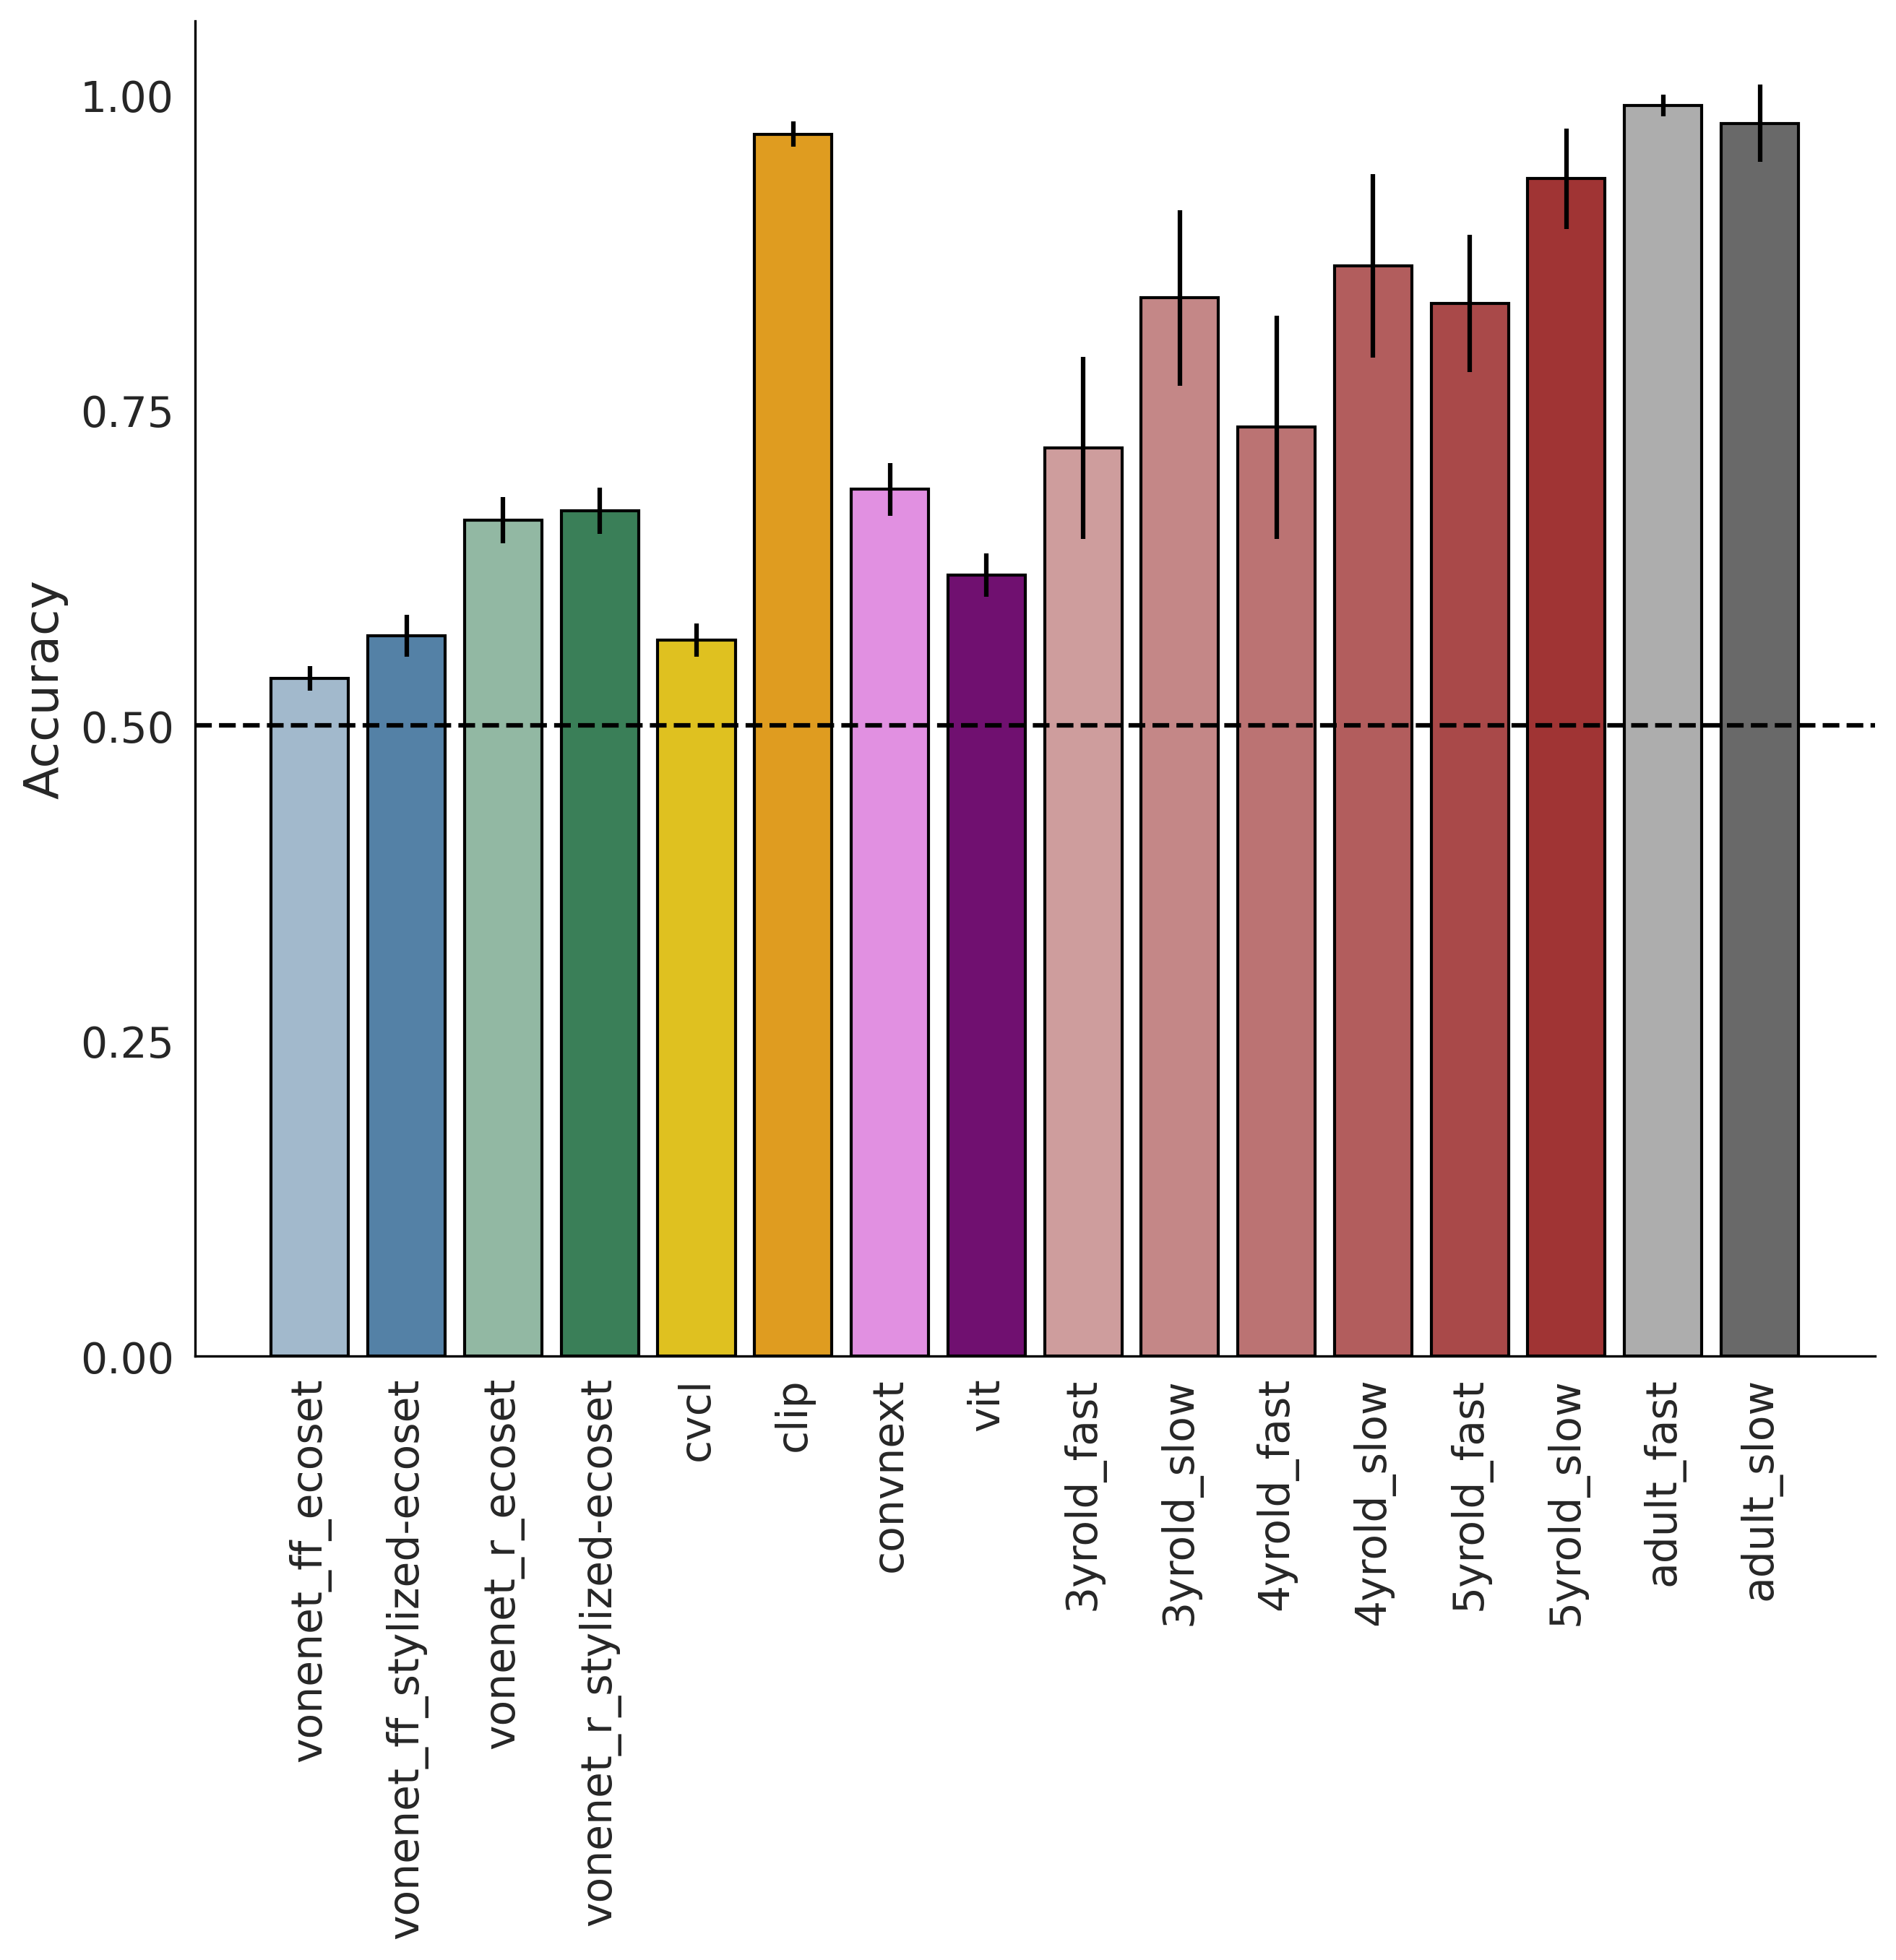 Accuracy
1.00
0.75
0.50
0.25
0.00
vonenet_ff_ecoset
vonenet_ff_stylized-ecoset
vonenet_r_ecoset
vonenet_r_stylized-ecoset
cvcl
clip
convnext
vit
3yrold_fast
3yrold_slow
4yrold_fast
4yrold_slow
5yrold_fast
5yrold_slow
adult_fast
adult_slow